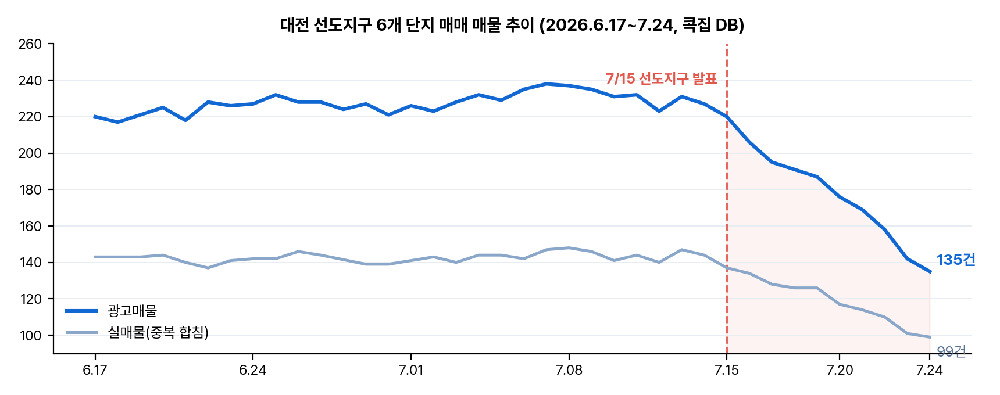 대전 선도지구 6개 단지 매매 매물 추이 (2026.6.17~7.24, 콕집 DB)
260
240
220
200
180
160
140
120
100
7/15 선도지구 발표
135건
99건
광고매물
실매물(중복 합침)
6.17
6.24
7.01
7.08
7.15
7.20
7.24